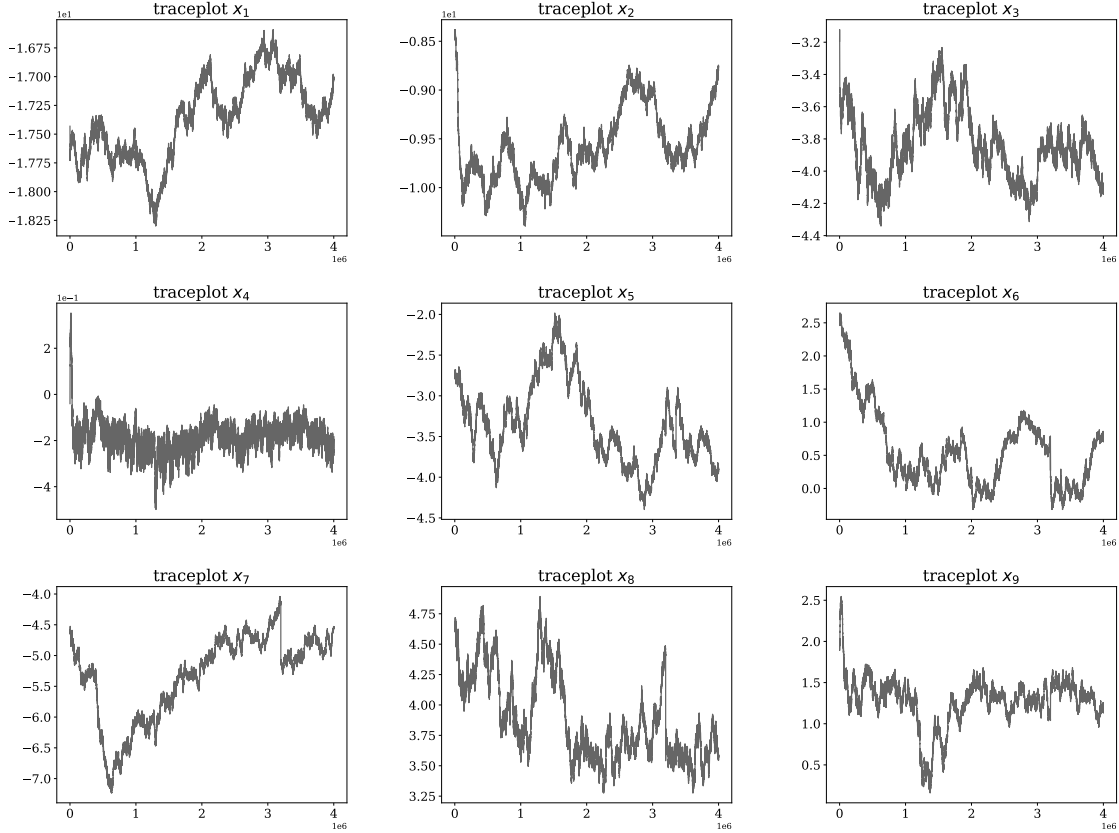 traceplot x1
1e1
−1.675
−1.700
−1.725
−1.750
−1.775
−1.800
−1.825
0 1 2 3 4
1e6
traceplot x2
1e1
−0.85
−0.90
−0.95
−1.00
0 1 2 3 4
1e6
traceplot x3
−3.2
−3.4
−3.6
−3.8
−4.0
−4.2
−4.4
0 1 2 3 4
1e6
traceplot x4
1e−1
2
0
−2
−4
0 1 2 3 4
1e6
traceplot x5
−2.0
−2.5
−3.0
−3.5
−4.0
−4.5
0 1 2 3 4
1e6
traceplot x6
2.5
2.0
1.5
1.0
0.5
0.0
0 1 2 3 4
1e6
traceplot x7
−4.0
−4.5
−5.0
−5.5
−6.0
−6.5
−7.0
0 1 2 3 4
1e6
traceplot x8
4.75
4.50
4.25
4.00
3.75
3.50
3.25
0 1 2 3 4
1e6
traceplot x9
2.5
2.0
1.5
1.0
0.5
0 1 2 3 4
1e6